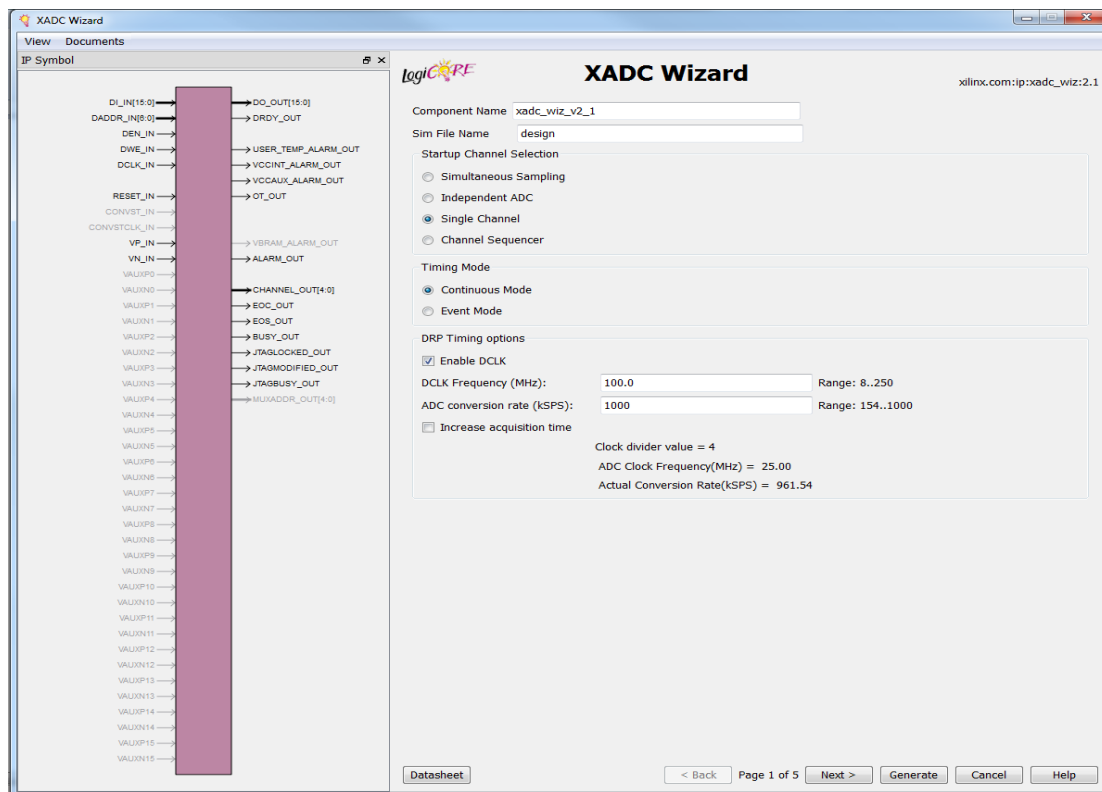 XADC Wizard
View Documents
IP Symbol
DI_IN[15:0]
DADDR_IN[6:0]
DEN_IN
DWE_IN
DCLK_IN
RESET_IN
CONVST_IN
CONVSTCLK_IN
VP_IN
VN_IN
VAUXP0
VAUXN0
VAUXP1
VAUXN1
VAUXP2
VAUXN2
VAUXP3
VAUXN3
VAUXP4
VAUXN4
VAUXP5
VAUXN5
VAUXP6
VAUXN6
VAUXP7
VAUXN7
VAUXP8
VAUXN8
VAUXP9
VAUXN9
VAUXP10
VAUXN10
VAUXP11
VAUXN11
VAUXP12
VAUXN12
VAUXP13
VAUXN13
VAUXP14
VAUXN14
VAUXP15
VAUXN15
DO_OUT[15:0]
DRDY_OUT
USER_TEMP_ALARM_OUT
VCCINT_ALARM_OUT
VCCAUX_ALARM_OUT
OT_OUT
VBRAM_ALARM_OUT
ALARM_OUT
CHANNEL_OUT[4:0]
EOC_OUT
EOS_OUT
BUSY_OUT
JTAGLOCKED_OUT
JTAGMODIFIED_OUT
JTAGBUSY_OUT
MUXADDR_OUT[4:0]
logiCORE
XADC Wizard
xilinx.com:ip:xadc_wiz:2.1
Component Name xadc_wiz_v2_1
Sim File Name design
Startup Channel Selection
Simultaneous Sampling
Independent ADC
Single Channel
Channel Sequencer
Timing Mode
Continuous Mode
Event Mode
DRP Timing options
Enable DCLK
DCLK Frequency (MHz): 100.0 Range: 8..250
ADC conversion rate (kSPS): 1000 Range: 154..1000
Increase acquisition time
Clock divider value = 4
ADC Clock Frequency(MHz) = 25.00
Actual Conversion Rate(kSPS) = 961.54
Datasheet < Back Page 1 of 5 Next > Generate Cancel Help